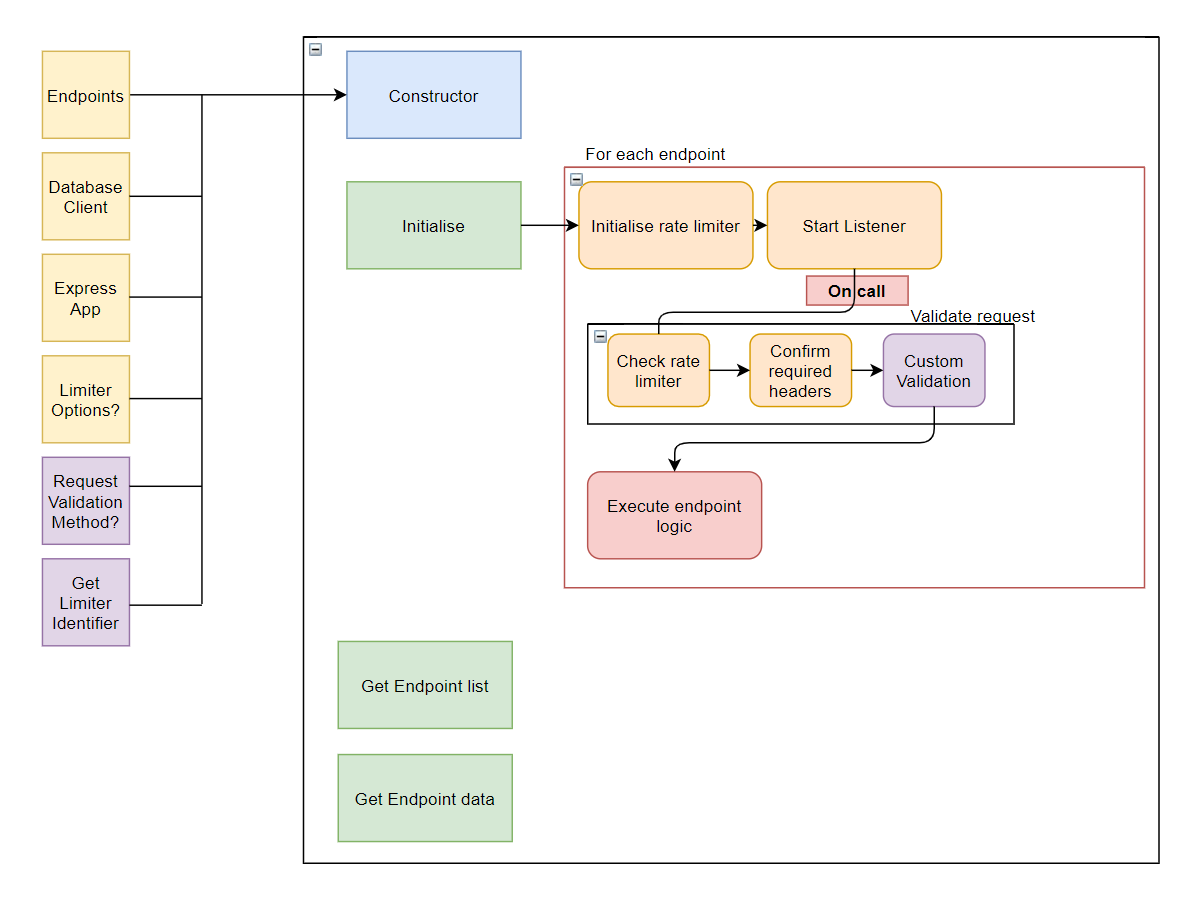 Endpoints
Database
Client
Express
App
Limiter
Options?
Request
Validation
Method?
Get
Limiter
Identifier
Constructor
Initialise
For each endpoint
Initialise rate limiter
Start Listener
On call
Validate request
Check rate
limiter
Confirm
required
headers
Custom
Validation
Execute endpoint
logic
Get Endpoint list
Get Endpoint data